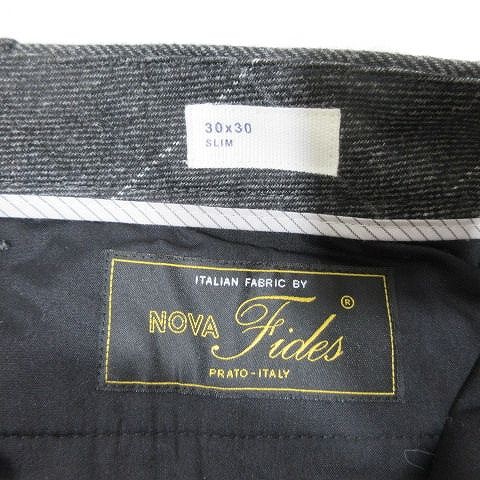 30x30
SLIM
ITALIAN FABRIC BY
NOVA Fides ®
PRATO-ITALY